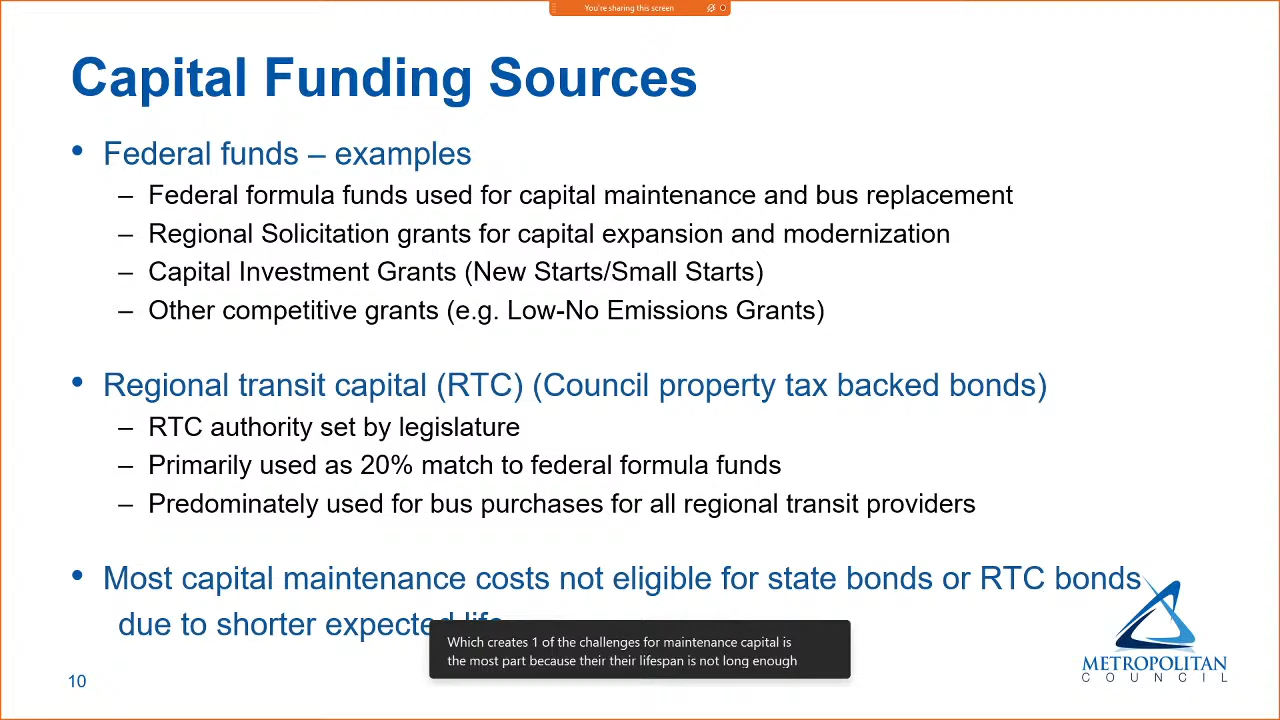 You're sharing this screen
Capital Funding Sources
• Federal funds – examples
– Federal formula funds used for capital maintenance and bus replacement
– Regional Solicitation grants for capital expansion and modernization
– Capital Investment Grants (New Starts/Small Starts)
– Other competitive grants (e.g. Low-No Emissions Grants)
• Regional transit capital (RTC) (Council property tax backed bonds)
– RTC authority set by legislature
– Primarily used as 20% match to federal formula funds
– Predominately used for bus purchases for all regional transit providers
• Most capital maintenance costs not eligible for state bonds or RTC bonds
due to shorter expected life
Which creates 1 of the challenges for maintenance capital is
the most part because their their lifespan is not long enough
METROPOLITAN
COUNCIL
10